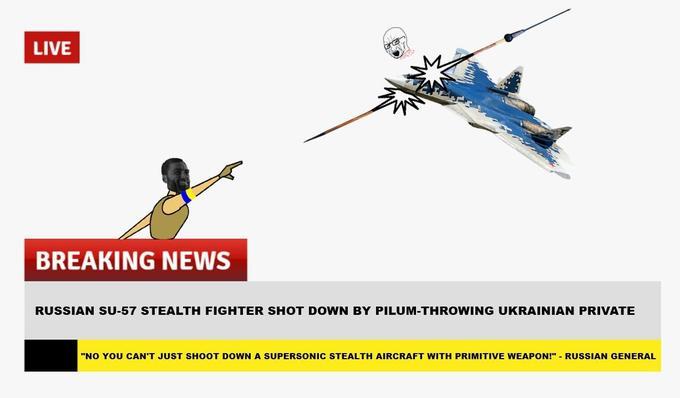 LIVE
BREAKING NEWS
RUSSIAN SU-57 STEALTH FIGHTER SHOT DOWN BY PILUM-THROWING UKRAINIAN PRIVATE
"NO YOU CAN'T JUST SHOOT DOWN A SUPERSONIC STEALTH AIRCRAFT WITH PRIMITIVE WEAPON!" - RUSSIAN GENERAL